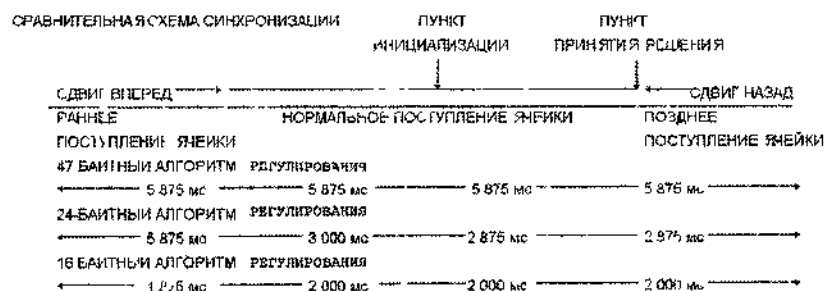 СРАВНИТЕЛЬНАЯ СХЕМА СИНХРОНИЗАЦИИ ПУНКТ ПУНКТ
ИНИЦИАЛИЗАЦИИ ПРИНЯТИЯ РЕШЕНИЯ
СДВИГ ВПЕРЕД СДВИГ НАЗАД
РАННЕЕ НОРМАЛЬНОЕ ПОСТУПЛЕНИЕ ЯЧЕЙКИ ПОЗДНЕЕ
ПОСТУПЛЕНИЕ ЯЧЕЙКИ ПОСТУПЛЕНИЕ ЯЧЕЙКИ
47 БАЙТНЫЙ АЛГОРИТМ РЕГУЛИРОВАНИЯ
5 875 мс 5 875 мс 5 875 мс 5 875 мс
24-БАЙТНЫЙ АЛГОРИТМ РЕГУЛИРОВАНИЯ
5 875 мс 3 000 мс 2 875 мс 2 875 мс
16 БАЙТНЫЙ АЛГОРИТМ РЕГУЛИРОВАНИЯ
1 875 мс 2 000 мс 2 000 мс 2 000 мс